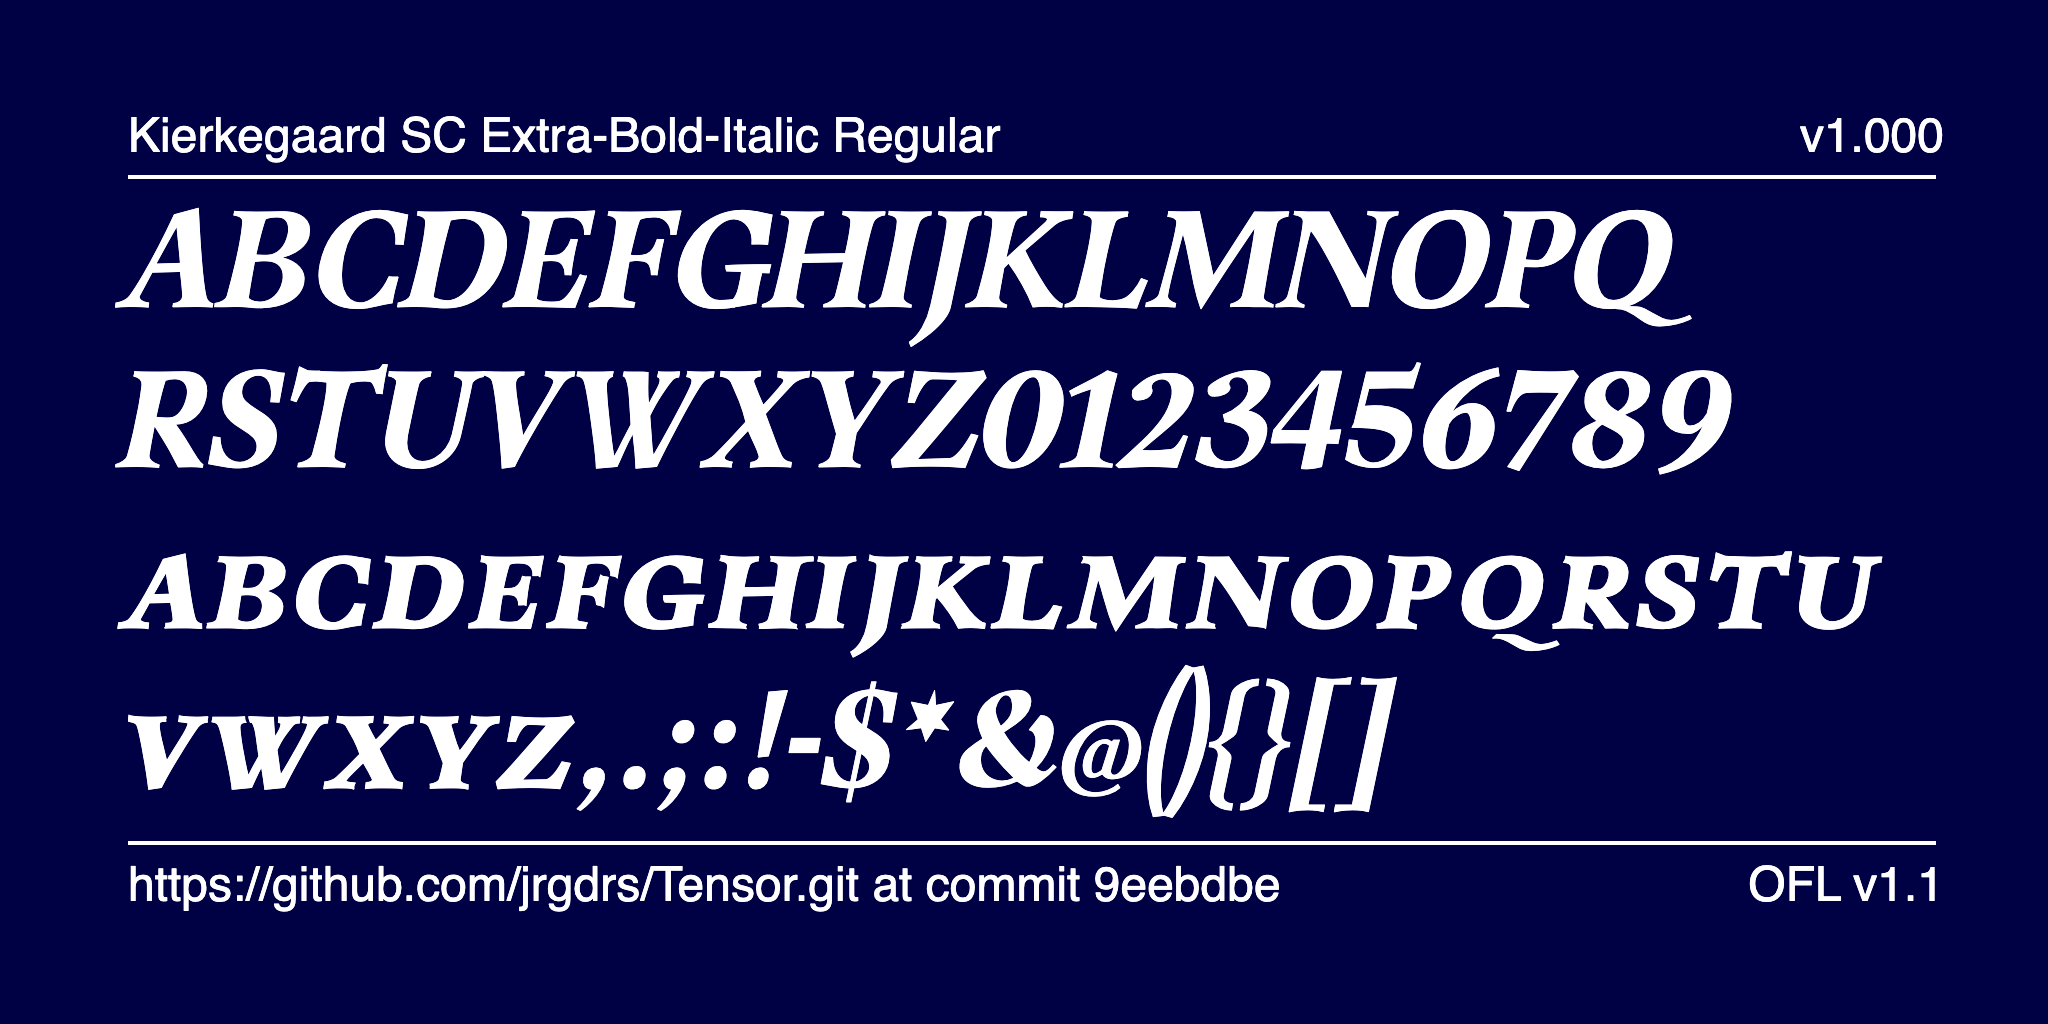 Kierkegaard SC Extra-Bold-Italic Regular v1.000
ABCDEFGHIJKLMNOPQ
RSTUVWXYZ0123456789
ABCDEFGHIJKLMNOPQRSTU
VWXYZ,.;:!-$*&@(){}[]
https://github.com/jrgdrs/Tensor.git at commit 9eebdbe OFL v1.1